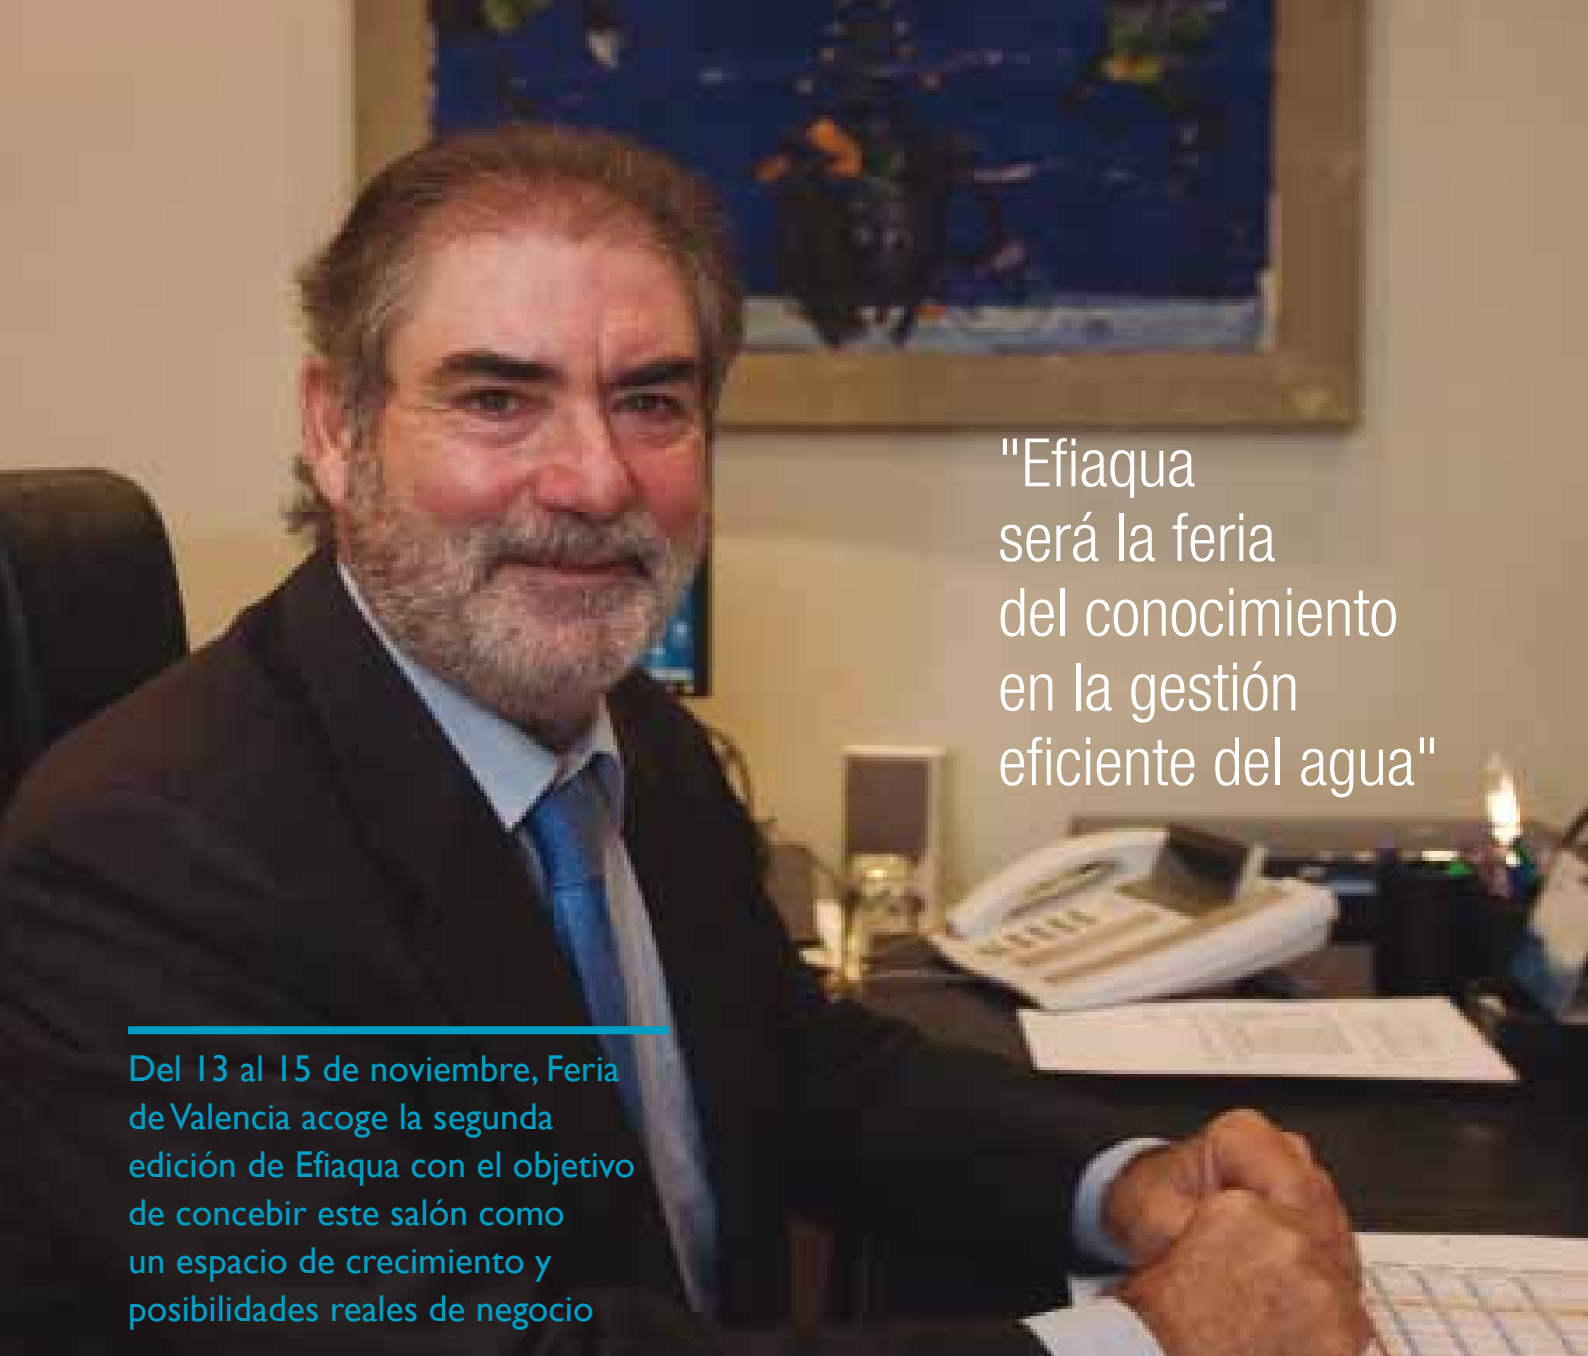 "Efiaqua
será la feria
del conocimiento
en la gestión
eficiente del agua"
Del 13 al 15 de noviembre, Feria
de Valencia acoge la segunda
edición de Efiaqua con el objetivo
de concebir este salón como
un espacio de crecimiento y
posibilidades reales de negocio